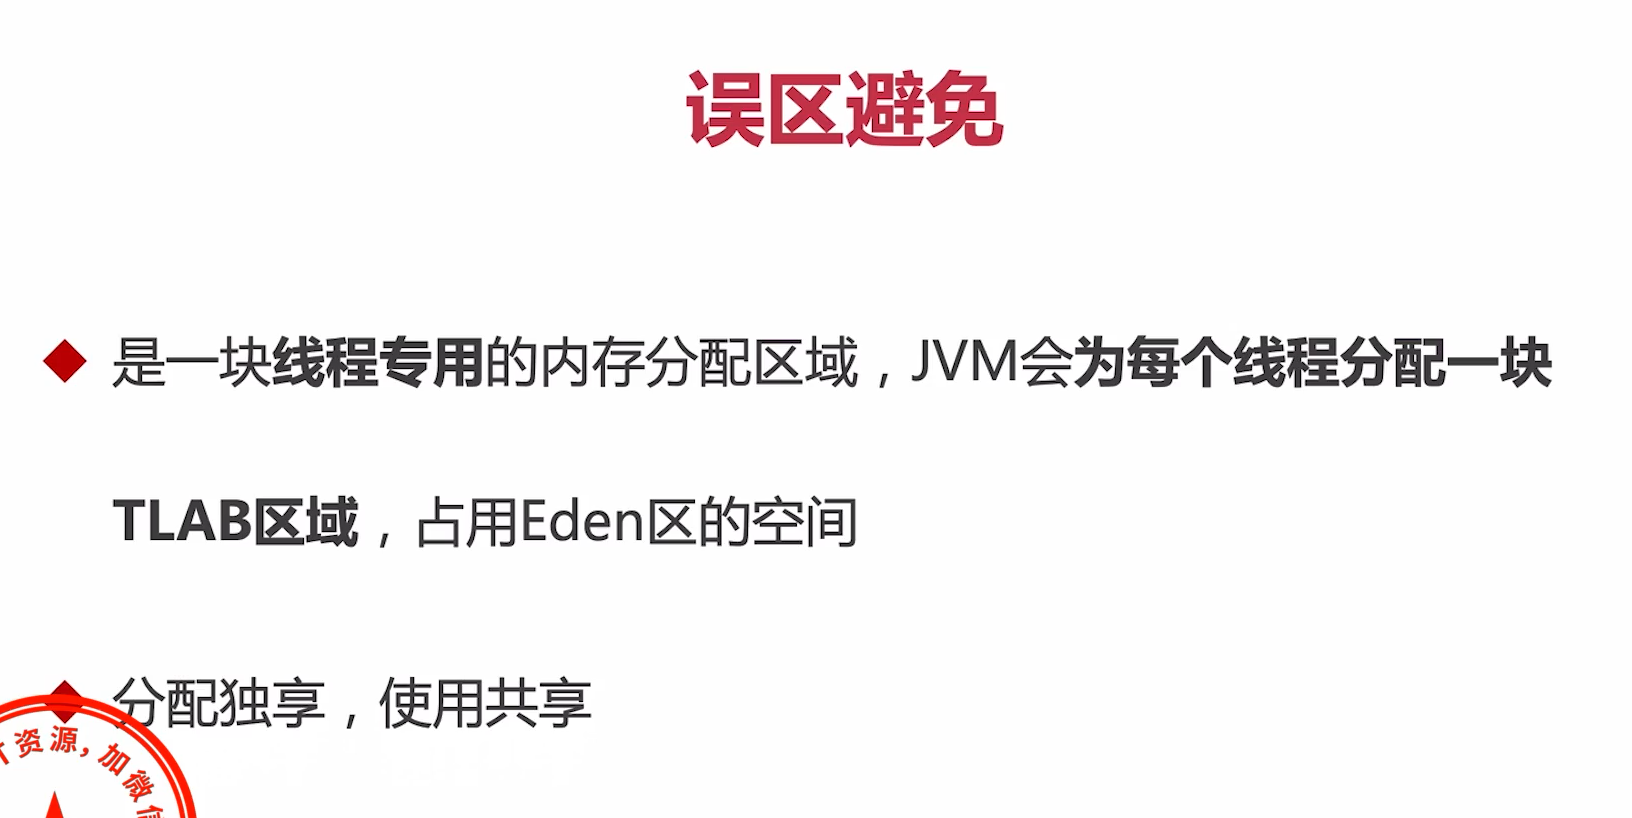 误区避免
是一块线程专用的内存分配区域，JVM会为每个线程分配一块
TLAB区域，占用Eden区的空间
分配独享，使用共享
资源，加微